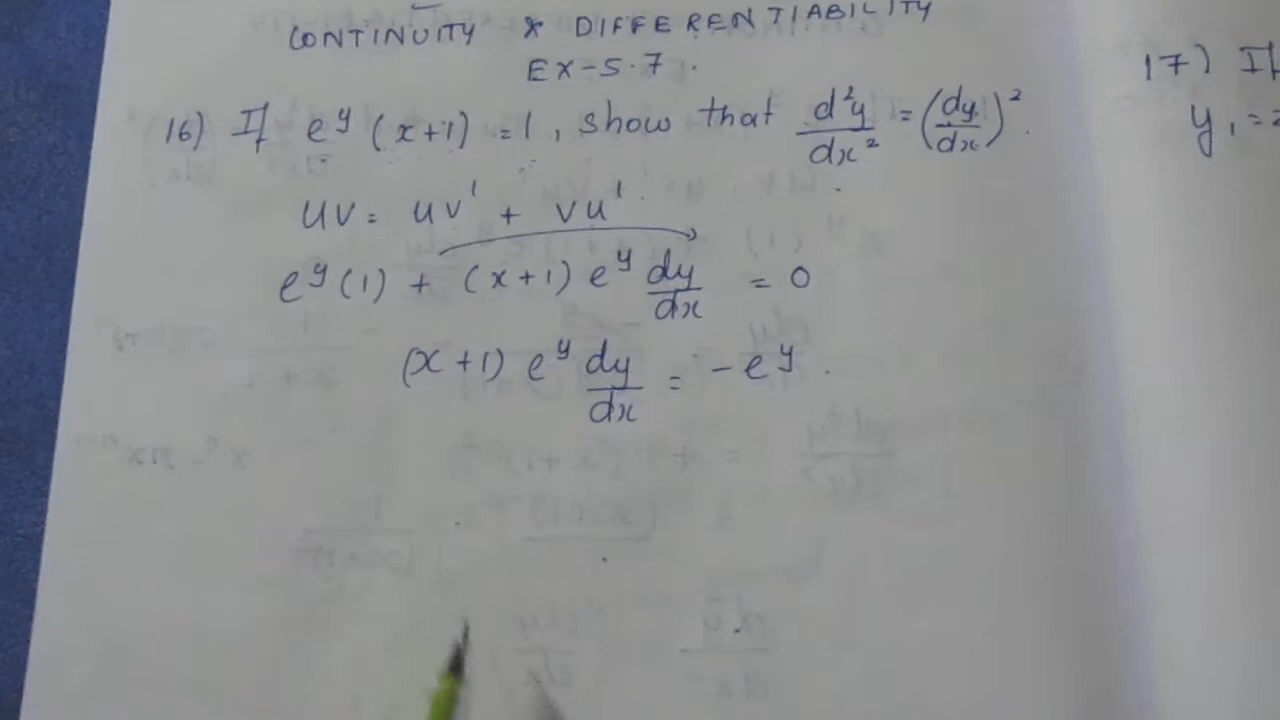 CONTINUITY & DIFFERENTIABILITY
EX-5.7.
16) If e^y (x+1) = 1, show that d²y/dx² = (dy/dx)².
uv = uv' + vu'
e^y (1) + (x+1) e^y dy/dx = 0
(x+1) e^y dy/dx = -e^y.
17) If
y₁ =